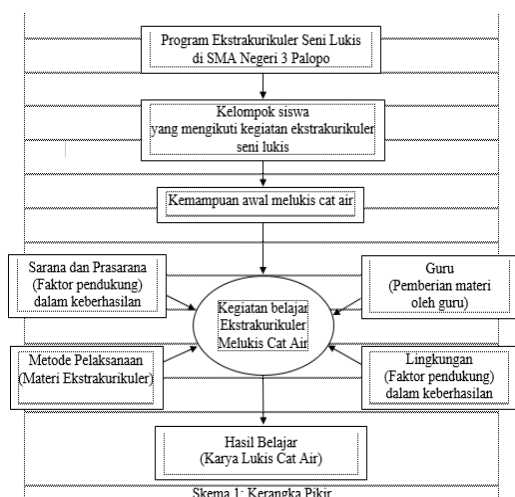 Program Ekstrakurikuler Seni Lukis
di SMA Negeri 3 Palopo
Kelompok siswa
yang mengikuti kegiatan ekstrakurikuler
seni lukis
Kemampuan awal melukis cat air
Sarana dan Prasarana
(Faktor pendukung)
dalam keberhasilan
Guru
(Pemberian materi
oleh guru)
Kegiatan belajar
Ekstrakurikuler
Melukis Cat Air
Metode Pelaksanaan
(Materi Ekstrakurikuler)
Lingkungan
(Faktor pendukung)
dalam keberhasilan
Hasil Belajar
(Karya Lukis Cat Air)
Skema 1: Kerangka Pikir